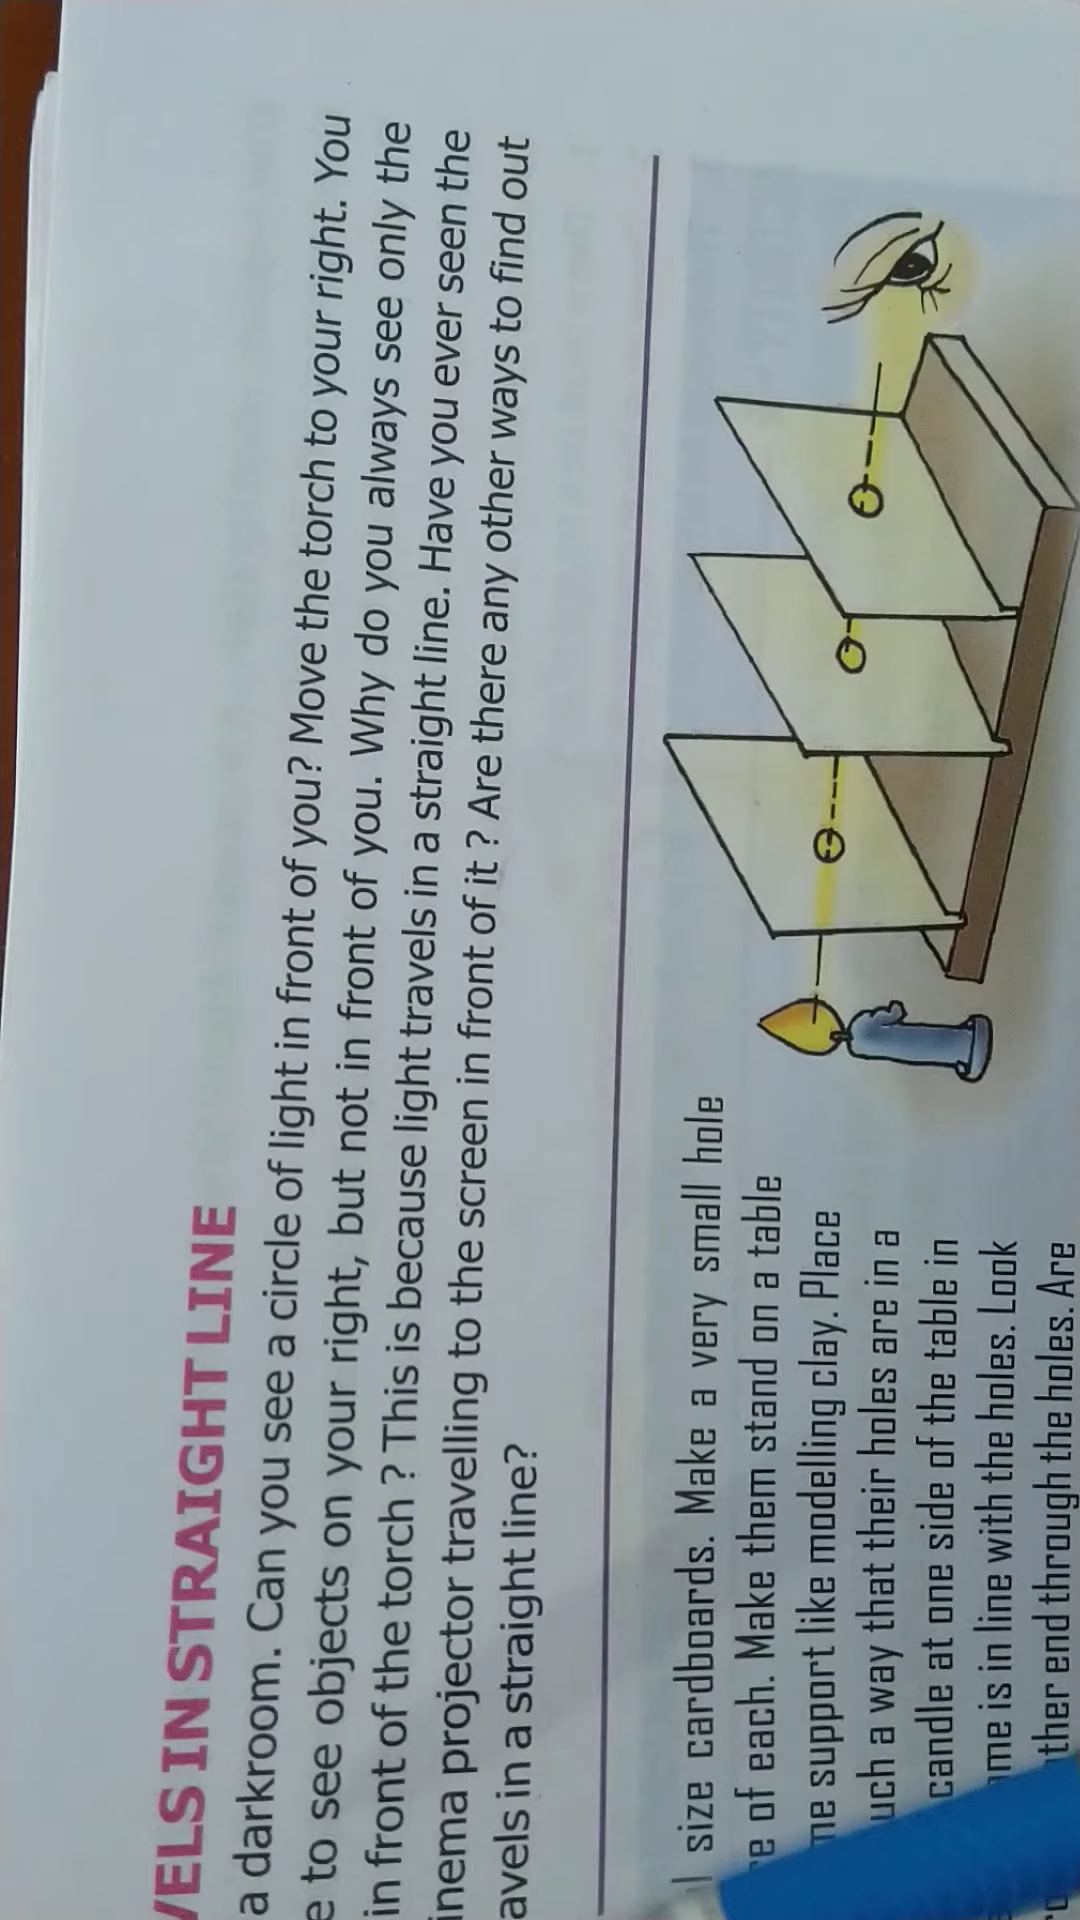 VELS IN STRAIGHT LINE
a darkroom. Can you see a circle of light in front of you? Move the torch to your right. You
e to see objects on your right, but not in front of you. Why do you always see only the
in front of the torch ? This is because light travels in a straight line. Have you ever seen the
inema projector travelling to the screen in front of it ? Are there any other ways to find out
avels in a straight line?
size cardboards. Make a very small hole
re of each. Make them stand on a table
me support like modelling clay. Place
uch a way that their holes are in a
candle at one side of the table in
ame is in line with the holes. Look
ther end through the holes. Are